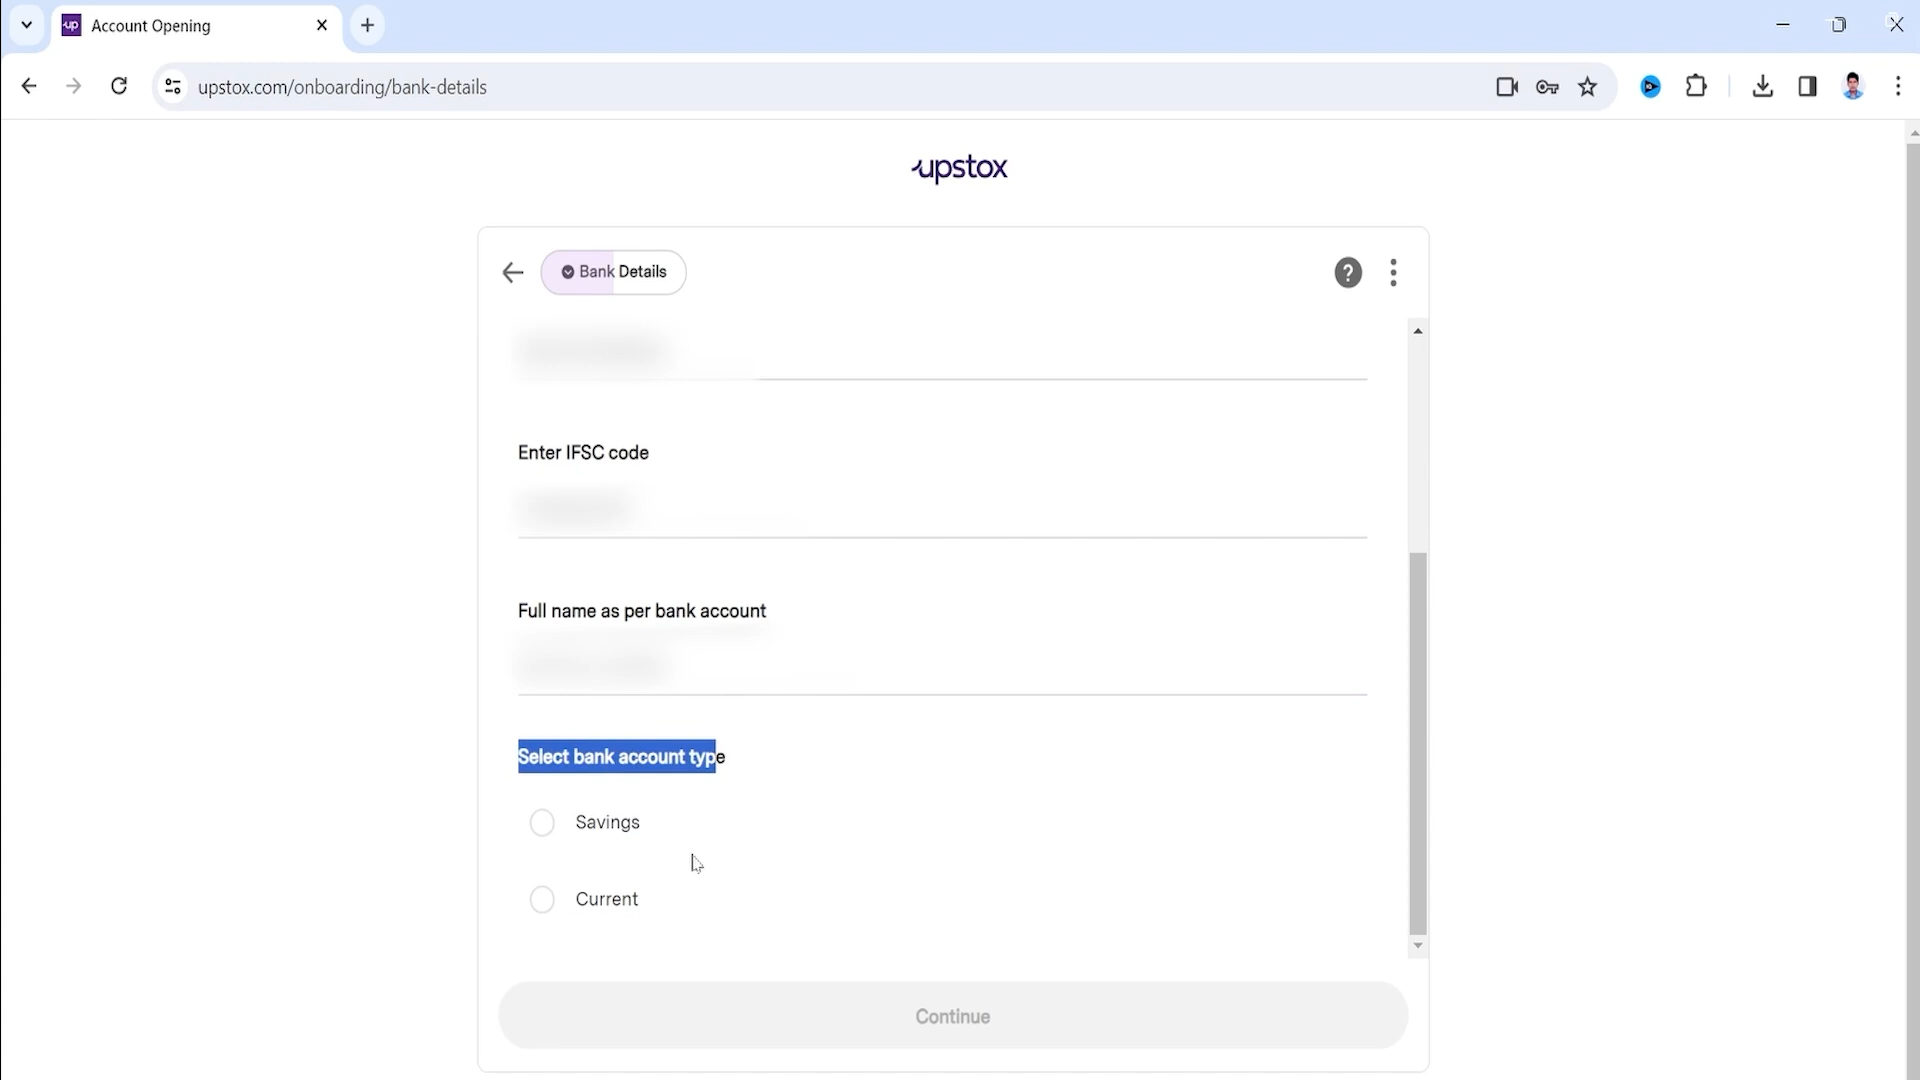 up Account Opening
upstox.com/onboarding/bank-details
upstox
Bank Details
?
Enter IFSC code
Full name as per bank account
Select bank account type
Savings
Current
Continue